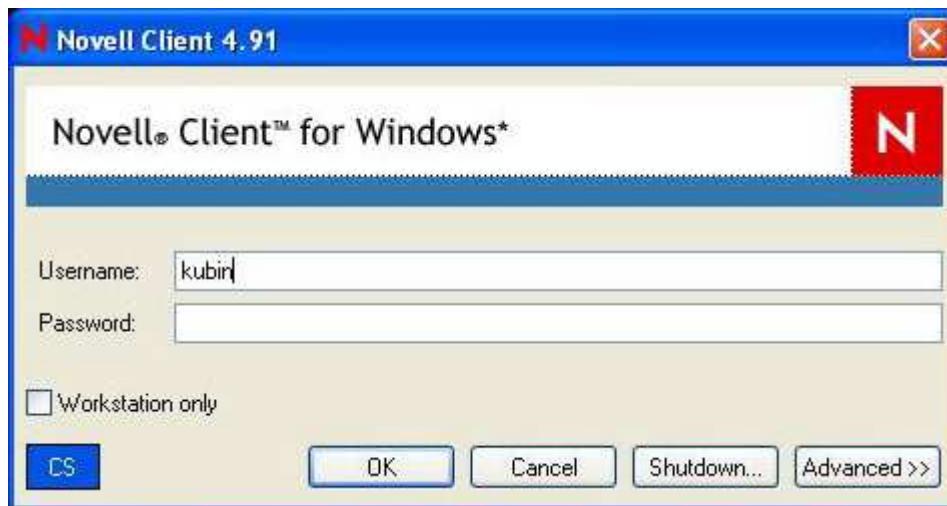 N Novell Client 4.91
Novell® Client™ for Windows*
N
Username: kubin
Password:
Workstation only
CS OK Cancel Shutdown... Advanced >>